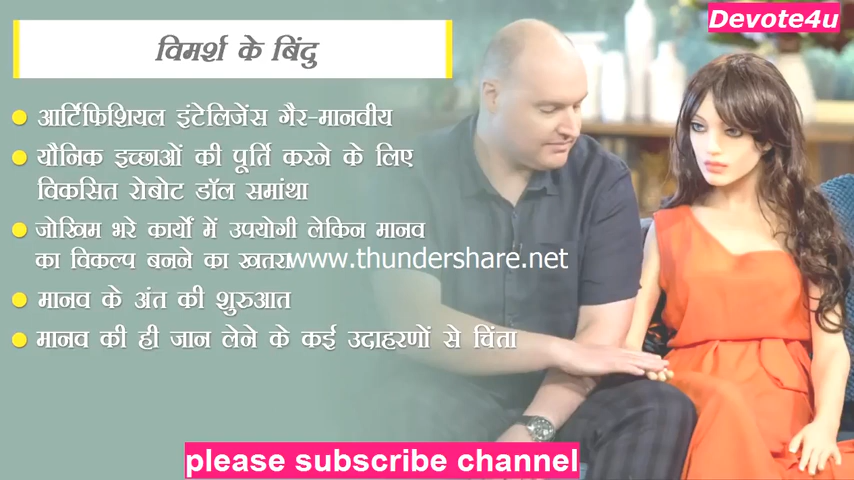 Devote4u
विमर्श के बिंदु
आर्टिफिशियल इंटेलिजेंस गैर-मानवीय
यौनिक इच्छाओं की पूर्ति करने के लिए
विकसित रोबोट डॉल समांथा
जोखिम भरे कार्यो में उपयोगी लेकिन मानव
का विकल्प बनने का खतरा
www.thundershare.net
मानव के अंत की शुरुआत
मानव की ही जान लेने के कई उदाहरणों से चिंता
please subscribe channel